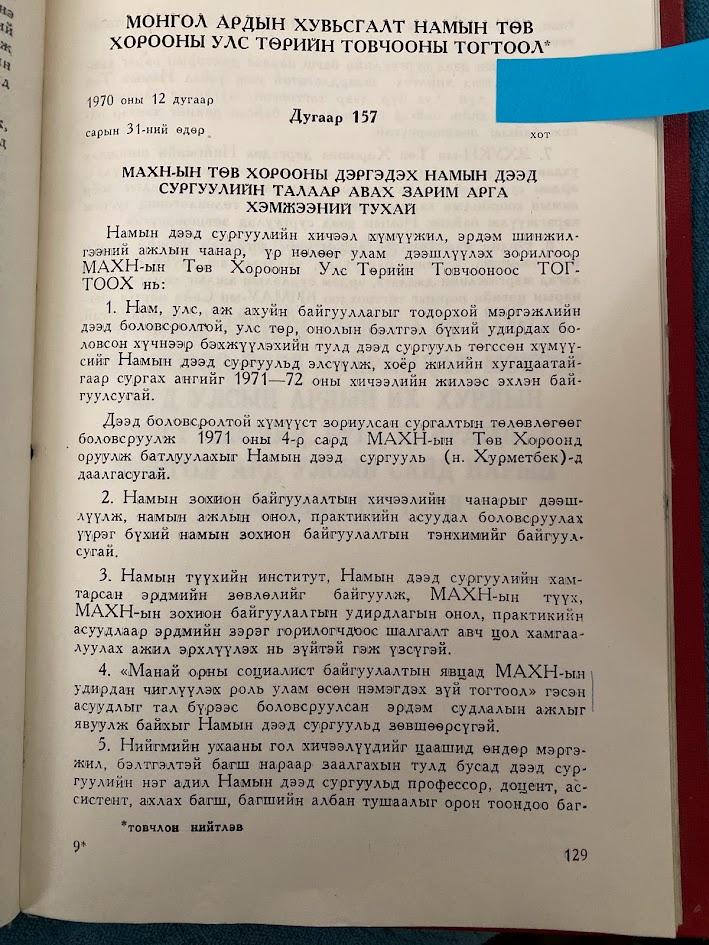 МОНГОЛ АРДЫН ХУВЬСГАЛТ НАМЫН ТӨВ
ХОРООНЫ УЛС ТӨРИЙН ТОВЧООНЫ ТОГТООЛ*
1970 оны 12 дугаар
сарын 31-ний өдөр
Дугаар 157
хот
МАХН-ЫН ТӨВ ХОРООНЫ ДЭРГЭДЭХ НАМЫН ДЭЭД
СУРГУУЛИЙН ТАЛААР АВАХ ЗАРИМ АРГА
ХЭМЖЭЭНИЙ ТУХАЙ
Намын дээд сургуулийн хичээл хүмүүжил, эрдэм шинжил-
гээний ажлын чанар, үр нөлөөг улам дээшлүүлэх зорилгоор
МАХН-ын Төв Хорооны Улс Төрийн Товчооноос ТОГ-
ТООХ нь:
1. Нам, улс, аж ахуйн байгууллагыг тодорхой мэргэжлийн
дээд боловсролтой, улс төр, онолын бэлтгэл бүхий удирдах бо-
ловсон хүчнээр бэхжүүлэхийн тулд дээд сургууль төгссөн хүмүү-
сийг Намын дээд сургуульд элсүүлж, хоёр жилийн хугацаатай-
гаар сургах ангийг 1971—72 оны хичээлийн жилээс эхлэн бай-
гуулсугай.
Дээд боловсролтой хүмүүст зориулсан сургалтын төлөвлөгөөг
боловсруулж 1971 оны 4-р сард МАХН-ын Төв Хороонд
оруулж батлуулахыг Намын дээд сургууль (н. Хурметбек)-д
даалгасугай.
2. Намын зохион байгуулалтын хичээлийн чанарыг дээш-
лүүлж, намын ажлын онол, практикийн асуудал боловсруулах
үүрэг бүхий намын зохион байгуулалтын тэнхимийг байгуул-
сугай.
3. Намын түүхийн институт, Намын дээд сургуулийн хам-
тарсан эрдмийн зөвлөлийг байгуулж, МАХН-ын түүх,
МАХН-ын зохион байгуулалтын удирдлагын онол, практикийн
асуудлаар эрдмийн зэрэг горилогчдоос шалгалт авч цол хамгаа-
луулах ажил эрхлүүлэх нь зүйтэй гэж үзсүгэй.
4. «Манай орны социалист байгуулалтын явцад МАХН-ын
удирдан чиглүүлэх роль улам өсөн нэмэгдэх зүй тогтоол» гэсэн
асуудлыг тал бүрээс боловсруулсан эрдэм судлалын ажлыг
явуулж байхыг Намын дээд сургуульд зөвшөөрсүгэй.
5. Нийгмийн ухааны гол хичээлүүдийг цаашид өндөр мэргэ-
жил, бэлтгэлтэй багш нараар заалгахын тулд бусад дээд сур-
гуулийн нэг адил Намын дээд сургуульд профессор, доцент, ас-
систент, ахлах багш, багшийн албан тушаалыг орон тоондоо баг-
*товчлон нийтлэв
9*
129